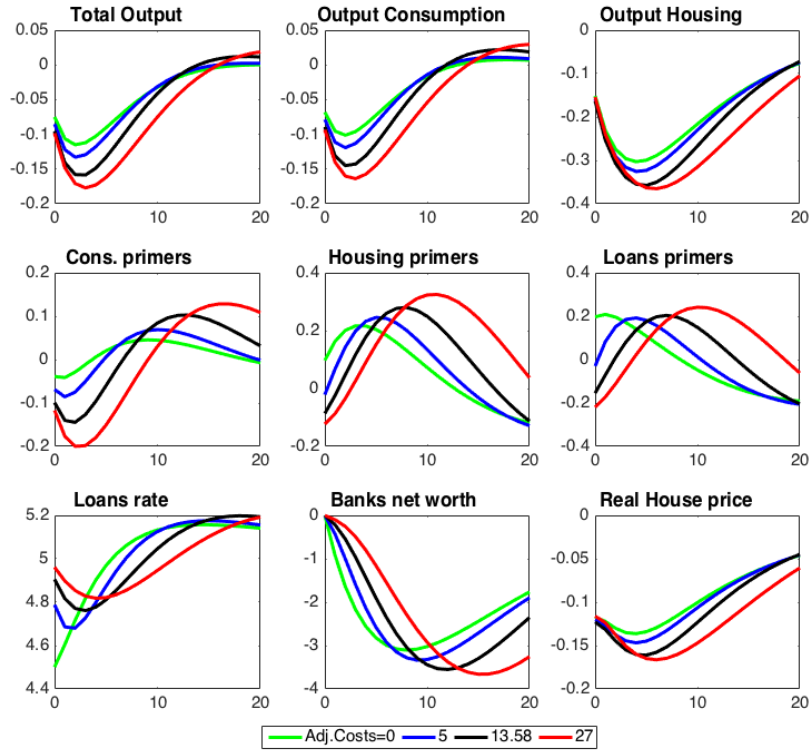 Total Output
Output Consumption
Output Housing
0.05
0
-0.05
-0.1
-0.15
-0.2
0 10 20
0.05
0
-0.05
-0.1
-0.15
-0.2
0 10 20
0
-0.1
-0.2
-0.3
-0.4
0 10 20
Cons. primers
Housing primers
Loans primers
0.2
0.1
0
-0.1
-0.2
0 10 20
0.4
0.2
0
-0.2
0 10 20
0.4
0.2
0
-0.2
-0.4
0 10 20
Loans rate
Banks net worth
Real House price
5.2
5
4.8
4.6
4.4
0 10 20
0
-1
-2
-3
-4
0 10 20
0
-0.05
-0.1
-0.15
-0.2
0 10 20
Adj.Costs=0 5 13.58 27